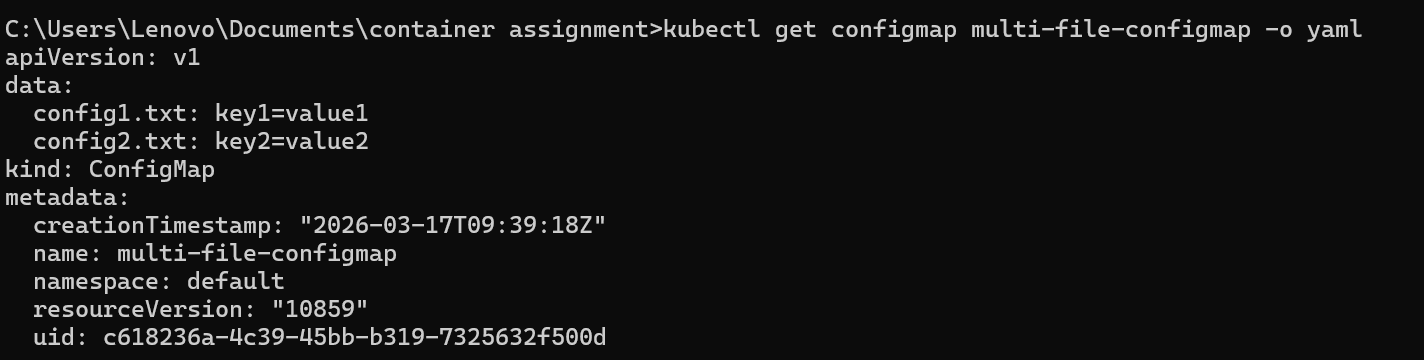 C:\Users\Lenovo\Documents\container assignment>kubectl get configmap multi-file-configmap -o yaml
apiVersion: v1
data:
  config1.txt: key1=value1
  config2.txt: key2=value2
kind: ConfigMap
metadata:
  creationTimestamp: "2026-03-17T09:39:18Z"
  name: multi-file-configmap
  namespace: default
  resourceVersion: "10859"
  uid: c618236a-4c39-45bb-b319-7325632f500d